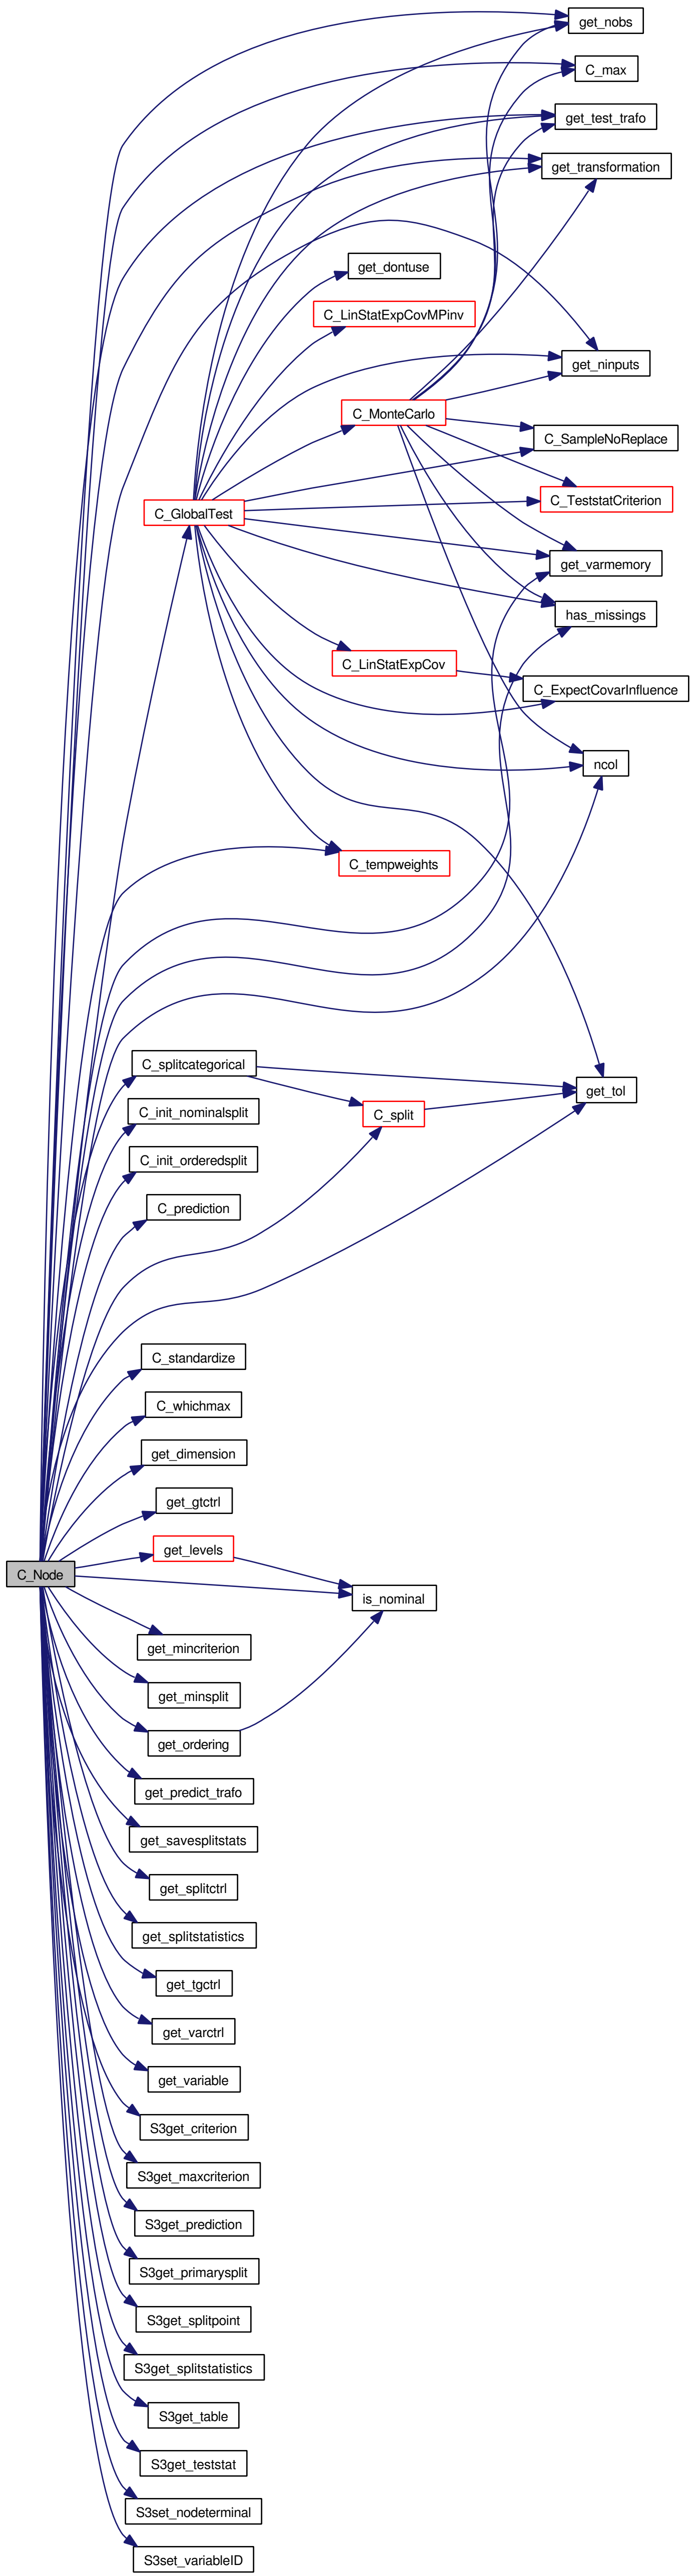 get_nobs
C_max
get_test_trafo
get_transformation
get_dontuse
C_LinStatExpCovMPinv
get_ninputs
C_MonteCarlo
C_SampleNoReplace
C_TeststatCriterion
C_GlobalTest
get_varmemory
has_missings
C_LinStatExpCov
C_ExpectCovarInfluence
ncol
C_tempweights
C_splitcategorical
get_tol
C_init_nominalsplit
C_split
C_init_orderedsplit
C_prediction
C_standardize
C_whichmax
get_dimension
get_gtctrl
get_levels
C_Node
is_nominal
get_mincriterion
get_minsplit
get_ordering
get_predict_trafo
get_savesplitstats
get_splitctrl
get_splitstatistics
get_tgctrl
get_varctrl
get_variable
S3get_criterion
S3get_maxcriterion
S3get_prediction
S3get_primarysplit
S3get_splitpoint
S3get_splitstatistics
S3get_table
S3get_teststat
S3set_nodeterminal
S3set_variableID